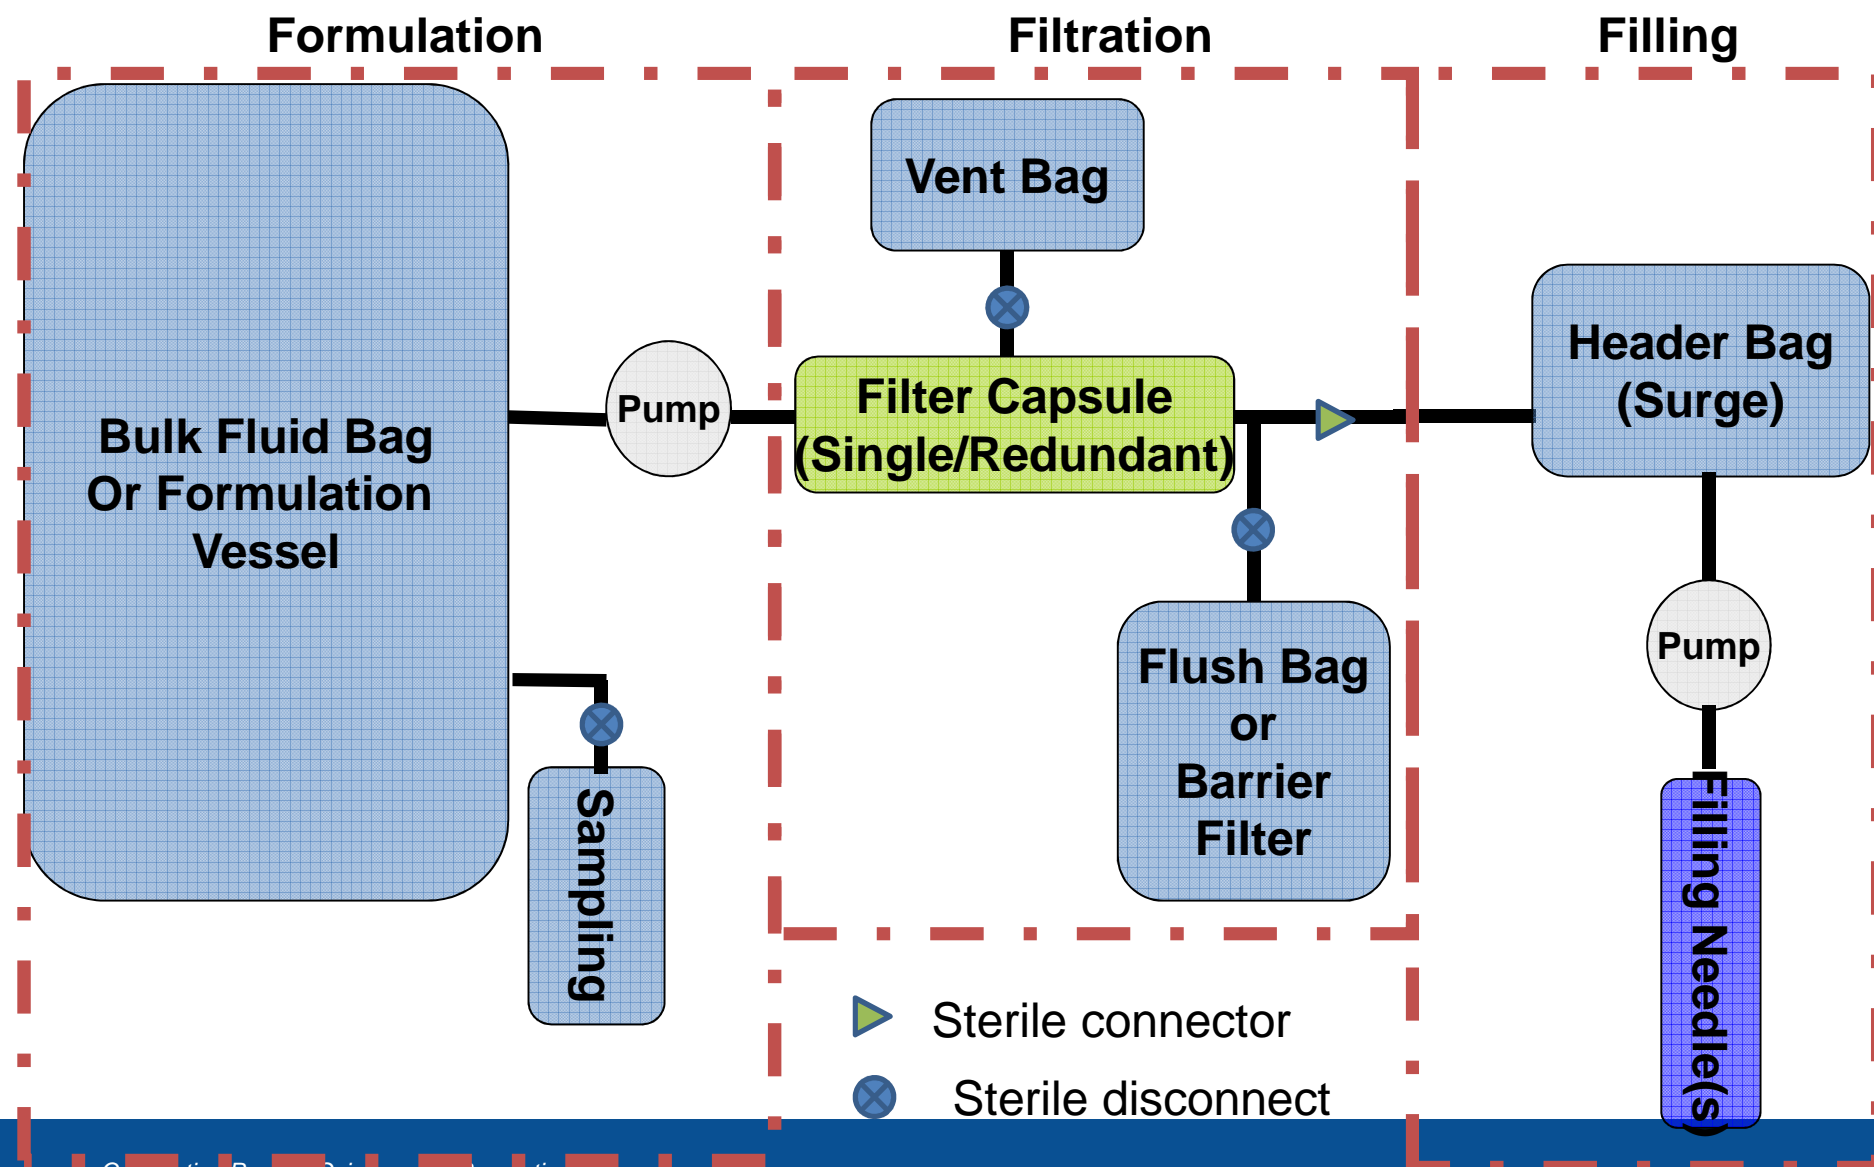 Formulation
Filtration
Filling
Vent Bag
Header Bag
(Surge)
Pump
Filter Capsule
(Single/Redundant)
Bulk Fluid Bag
Or Formulation
Vessel
Pump
Flush Bag
or
Barrier
Filter
Sampling
Filling Needle(s)
Sterile connector
Sterile disconnect